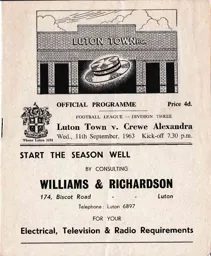 LUTON TOWN F.C.
OFFICIAL PROGRAMME Price 4d.
FOOTBALL LEAGUE — DIVISION THREE
Luton Town v. Crewe Alexandra
Wed., 11th September, 1963 Kick-off 7.30 p.m.
START THE SEASON WELL
BY CONSULTING
WILLIAMS & RICHARDSON
174, Biscot Road - - Luton
Telephone: Luton 6897
FOR YOUR
Electrical, Television & Radio Requirements